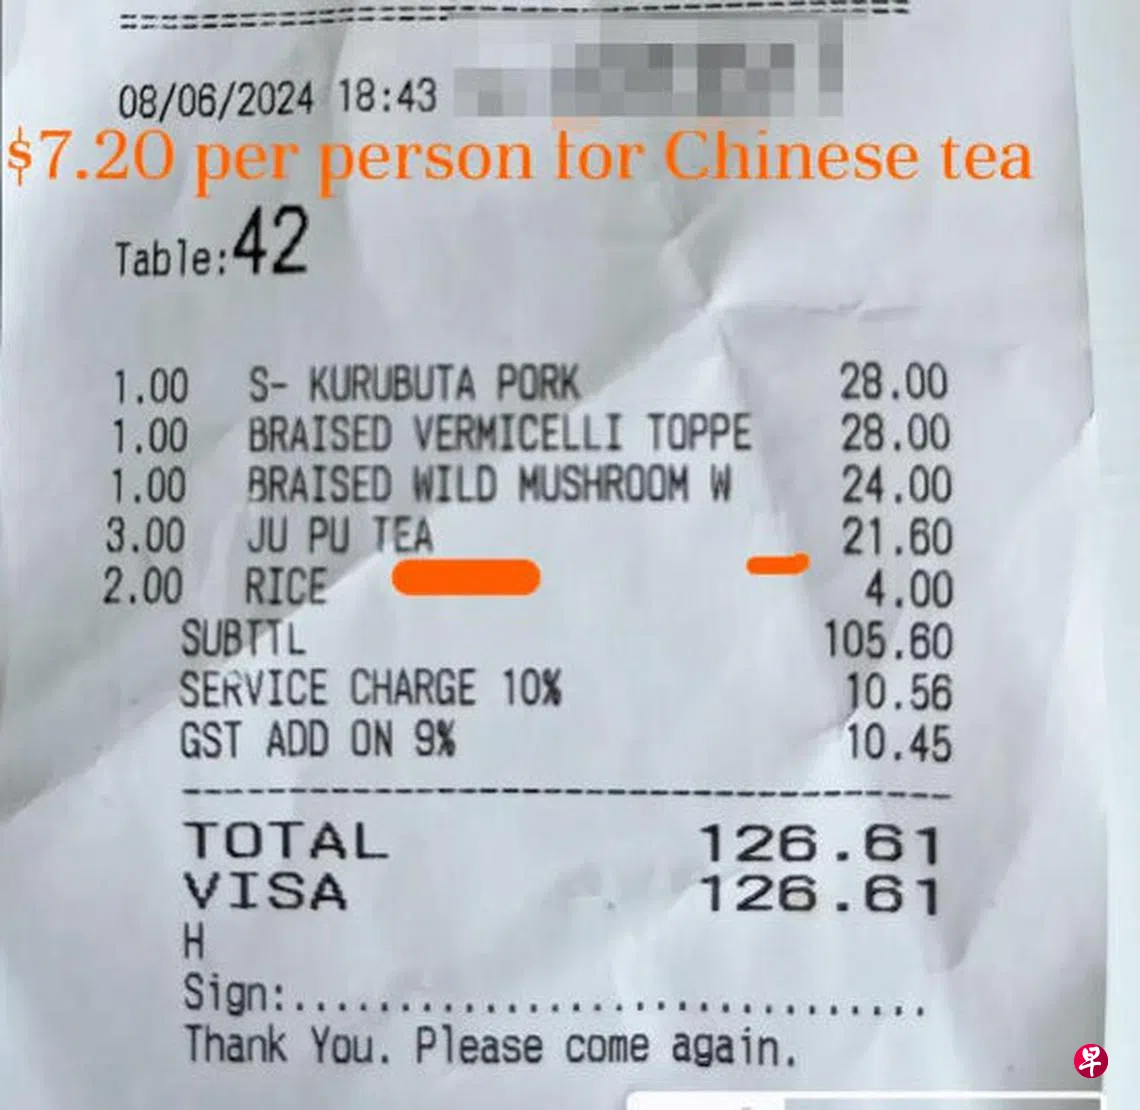 08/06/2024 18:43
$7.20 per person for Chinese tea
Table:42
1.00 S- KURUBUTA PORK 28.00
1.00 BRAISED VERMICELLI TOPPE 28.00
1.00 BRAISED WILD MUSHROOM W 24.00
3.00 JU PU TEA 21.60
2.00 RICE 4.00
SUBTTL 105.60
SERVICE CHARGE 10% 10.56
GST ADD ON 9% 10.45
TOTAL 126.61
VISA 126.61
H
Sign:..............................
Thank You. Please come again.
早